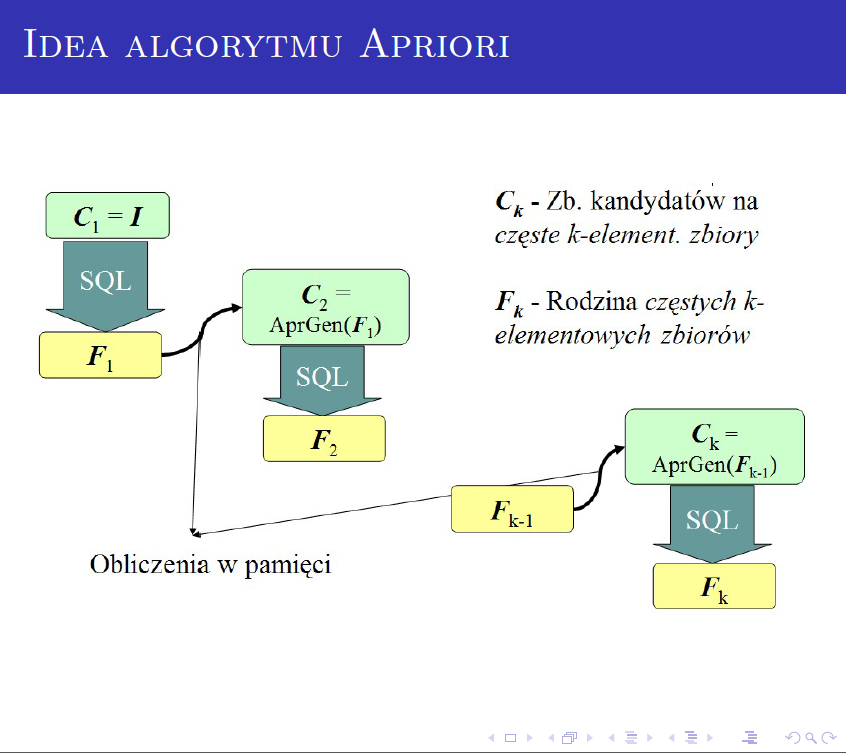 Idea algorytmu Apriori
C1 = I
SQL
F1
C2 =
AprGen(F1)
SQL
F2
Ck - Zb. kandydatów na
częste k-element. zbiory
Fk - Rodzina częstych k-
elementowych zbiorów
Ck =
AprGen(Fk-1)
Fk-1
SQL
Fk
Obliczenia w pamięci